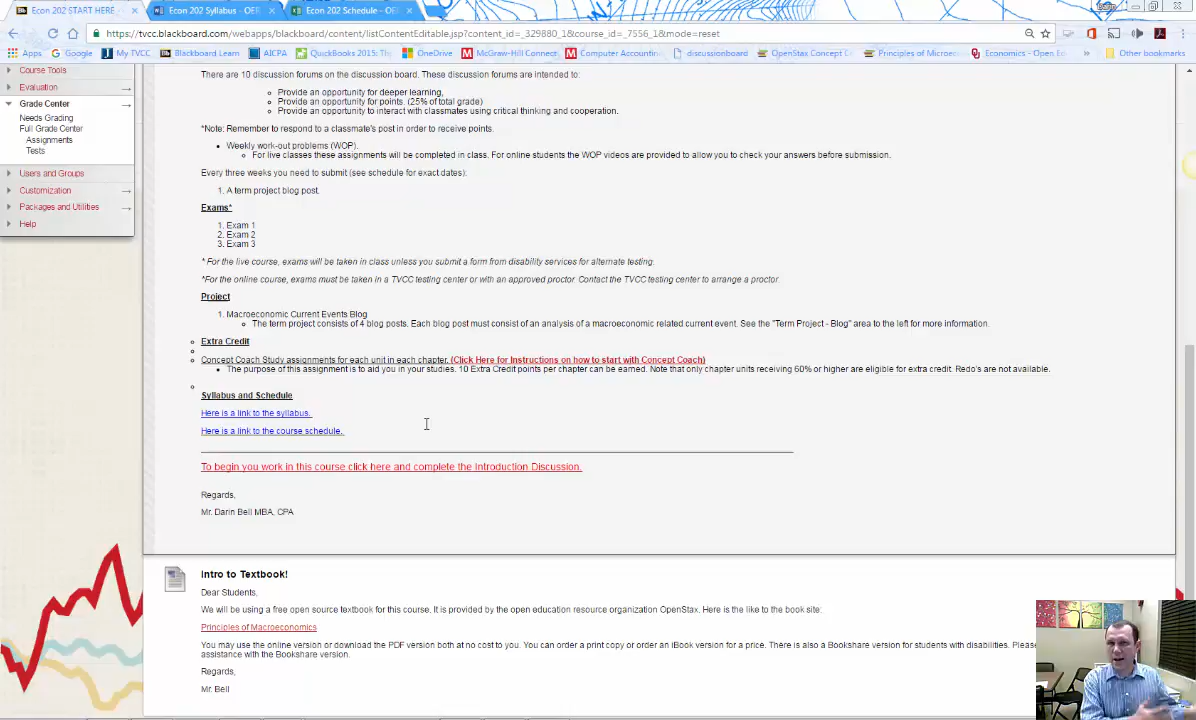 Econ 202 START HERE -
Econ 202 Syllabus - OER
Econ 202 Schedule - OER
https://tvcc.blackboard.com/webapps/blackboard/content/listContentEditable.jsp?content_id=_329880_1&course_id=_7556_1&mode=reset
Apps Google My TVCC Blackboard Learn AICPA QuickBooks 2015: Th OneDrive McGraw-Hill Connect Computer Accounting discussionboard OpenStax Concept C Principles of Microec Economics - Open Ed » Other bookmarks
Course Tools
Evaluation
Grade Center
Needs Grading
Full Grade Center
Assignments
Tests
Users and Groups
Customization
Packages and Utilities
Help
There are 10 discussion forums on the discussion board. These discussion forums are intended to:
Provide an opportunity for deeper learning,
Provide an opportunity for points. (25% of total grade)
Provide an opportunity to interact with classmates using critical thinking and cooperation.
*Note: Remember to respond to a classmate's post in order to receive points.
Weekly work-out problems (WOP).
For live classes these assignments will be completed in class. For online students the WOP videos are provided to allow you to check your answers before submission.
Every three weeks you need to submit (see schedule for exact dates):
1. A term project blog post.
Exams*
1. Exam 1
2. Exam 2
3. Exam 3
* For the live course, exams will be taken in class unless you submit a form from disability services for alternate testing.
*For the online course, exams must be taken in a TVCC testing center or with an approved proctor. Contact the TVCC testing center to arrange a proctor.
Project
1. Macroeconomic Current Events Blog
The term project consists of 4 blog posts. Each blog post must consist of an analysis of a macroeconomic related current event. See the "Term Project - Blog" area to the left for more information.
Extra Credit
Concept Coach Study assignments for each unit in each chapter. (Click Here for Instructions on how to start with Concept Coach)
The purpose of this assignment is to aid you in your studies. 10 Extra Credit points per chapter can be earned. Note that only chapter units receiving 60% or higher are eligible for extra credit. Redo's are not available.
Syllabus and Schedule
Here is a link to the syllabus.
Here is a link to the course schedule.
To begin you work in this course click here and complete the Introduction Discussion.
Regards,
Mr. Darin Bell MBA, CPA
Intro to Textbook!
Dear Students,
We will be using a free open source textbook for this course. It is provided by the open education resource organization OpenStax. Here is the like to the book site:
Principles of Macroeconomics
You may use the online version or download the PDF version both at no cost to you. You can order a print copy or order an iBook version for a price. There is also a Bookshare version for students with disabilities. Please
assistance with the Bookshare version.
Regards,
Mr. Bell